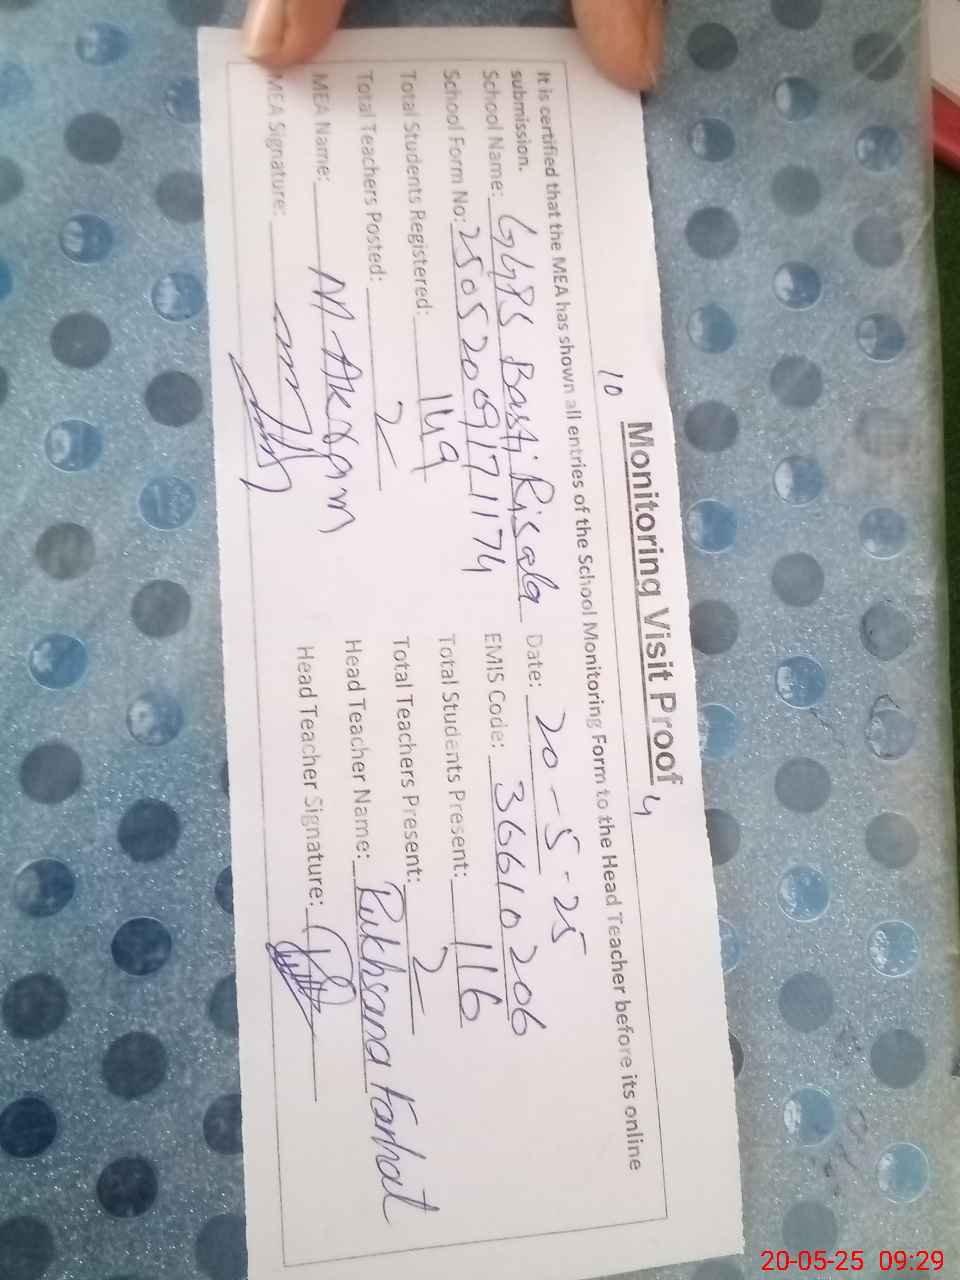 Monitoring Visit Proof
10
4
It is certified that the MEA has shown all entries of the School Monitoring Form to the Head Teacher before its online
submission.
School Name: GGPS Basti Risala Date: 20-5-25
School Form No: 25052009171174 EMIS Code: 36610206
Total Students Registered: 149 Total Students Present: 116
Total Teachers Posted: 2 Total Teachers Present: 2
MEA Name: M Akram Head Teacher Name: Rukhsana Farhat
MEA Signature: Head Teacher Signature:
20-05-25 09:29